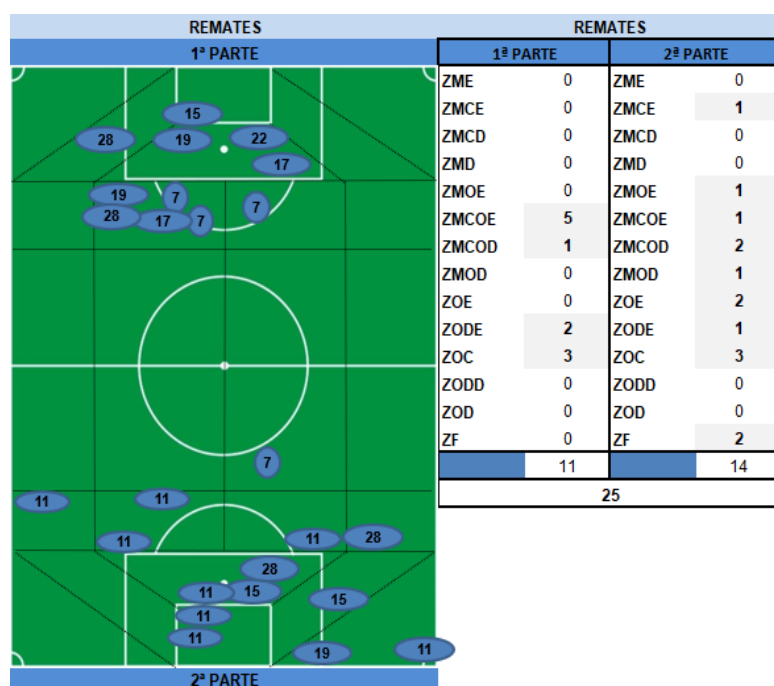 REMATES REMATES
1ª PARTE 1ª PARTE 2ª PARTE
ZME 0 ZME 0
ZMCE 0 ZMCE 1
15
28 19 22
ZMCD 0 ZMCD 0
17
ZMD 0 ZMD 0
19 7
ZMOE 0 ZMOE 1
28 17 7 7
ZMCOE 5 ZMCOE 1
ZMCOD 1 ZMCOD 2
ZMOD 0 ZMOD 1
ZOE 0 ZOE 2
ZODE 2 ZODE 1
ZOC 3 ZOC 3
ZODD 0 ZODD 0
ZOD 0 ZOD 0
ZF 0 ZF 2
7
11 14
25
11 11
11 11 28
28
11 15 15
11
11
19 11
2ª PARTE